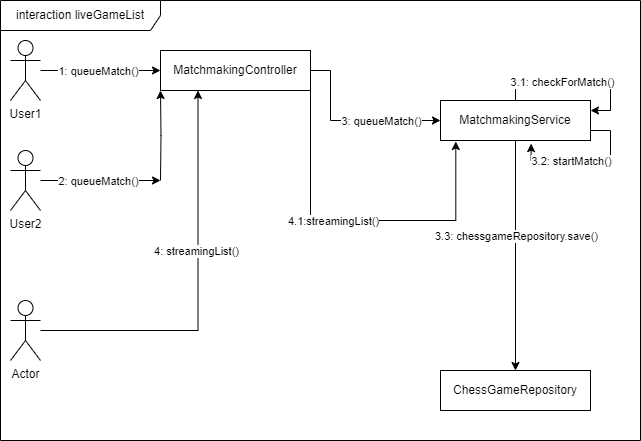 interaction liveGameList
1: queueMatch()
User1
MatchmakingController
3.1: checkForMatch()
3: queueMatch()
MatchmakingService
3.2: startMatch()
2: queueMatch()
User2
4.1:streamingList()
3.3: chessgameRepository.save()
4: streamingList()
Actor
ChessGameRepository